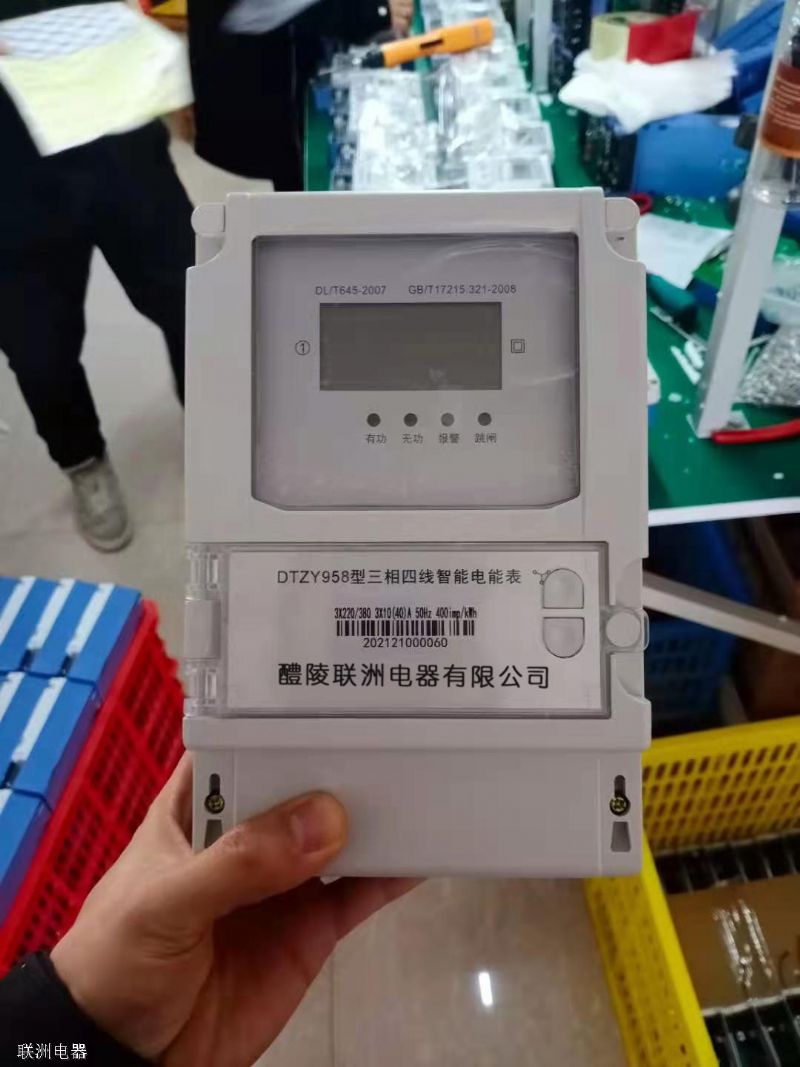 DL/T645-2007 GB/T17215.321-2008
①
有功 无功 报警 跳闸
DTZY958型三相四线智能电能表
3X220/380 3X10(40)A 50Hz 400imp/kWh
202121000060
醴陵联洲电器有限公司
联洲电器